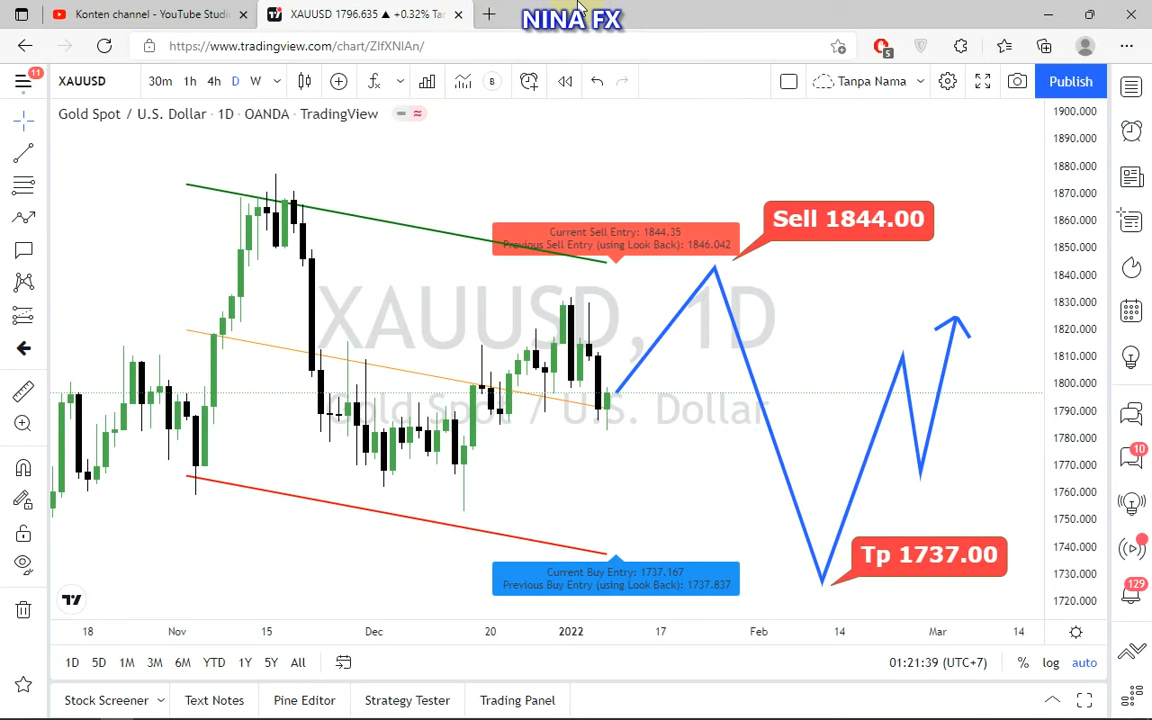 Konten channel - YouTube Studi
XAUUSD 1796.635 ▲ +0.32% Ta
NINA FX
https://www.tradingview.com/chart/ZIfXNIAn/
5
11
XAUUSD
30m 1h 4h D W
B
Tanpa Nama
Publish
Gold Spot / U.S. Dollar · 1D · OANDA · TradingView
XAUUSD, 1D
Gold Spot / U.S. Dollar
Current Sell Entry: 1844.35
Previous Sell Entry (using Look Back): 1846.042
Sell 1844.00
Current Buy Entry: 1737.167
Previous Buy Entry (using Look Back): 1737.837
Tp 1737.00
1900.000
1890.000
1880.000
1870.000
1860.000
1850.000
1840.000
1830.000
1820.000
1810.000
1800.000
1790.000
1780.000
1770.000
1760.000
1750.000
1740.000
1730.000
1720.000
10
129
18 Nov 15 Dec 20 2022 17 Feb 14 Mar 14
1D 5D 1M 3M 6M YTD 1Y 5Y All
01:21:39 (UTC+7) % log auto
Stock Screener Text Notes Pine Editor Strategy Tester Trading Panel